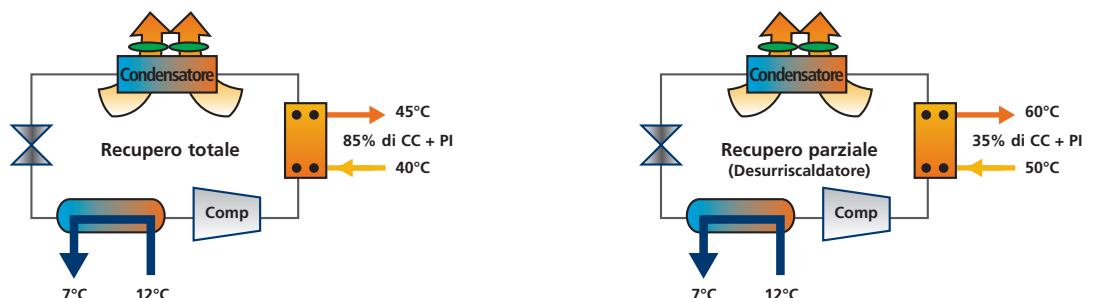 Condensatore
45°C
Recupero totale
85% di CC + PI
40°C
Comp
7°C
12°C
Condensatore
60°C
Recupero parziale
(Desurriscaldatore)
35% di CC + PI
50°C
Comp
7°C
12°C